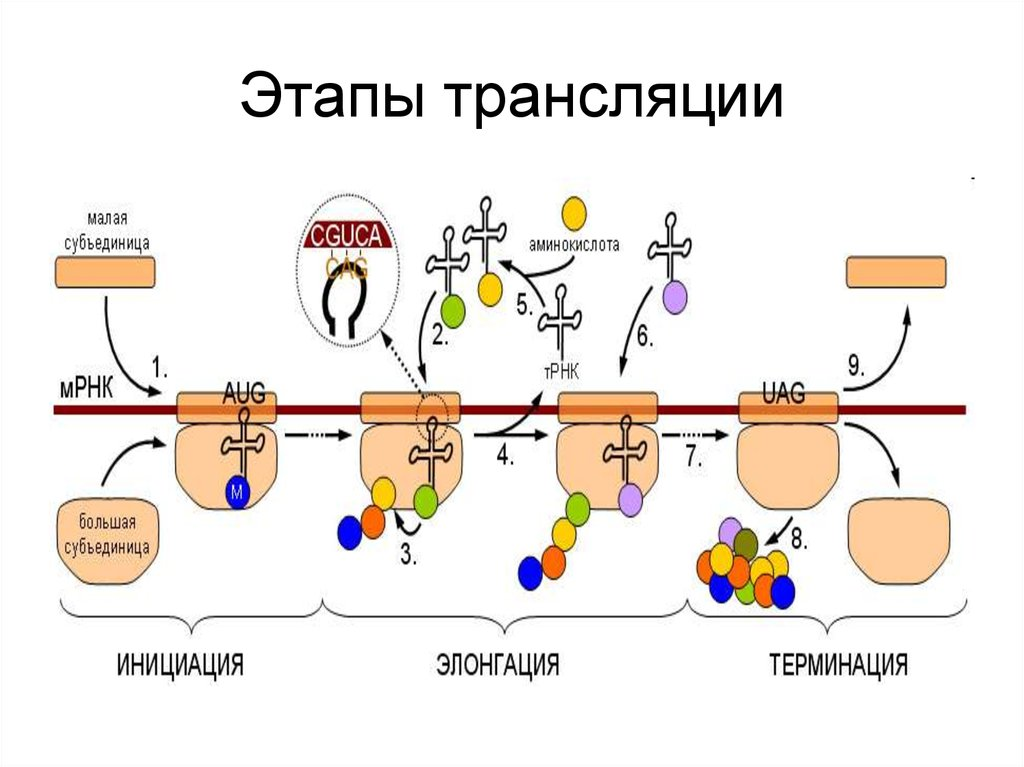 Этапы трансляции
малая
субъединица
CGUCA
CAG
аминокислота
5.
2.
6.
1.
тРНК
9.
мРНК
AUG
UAG
4.
7.
М
большая
субъединица
3.
8.
ИНИЦИАЦИЯ
ЭЛОНГАЦИЯ
ТЕРМИНАЦИЯ